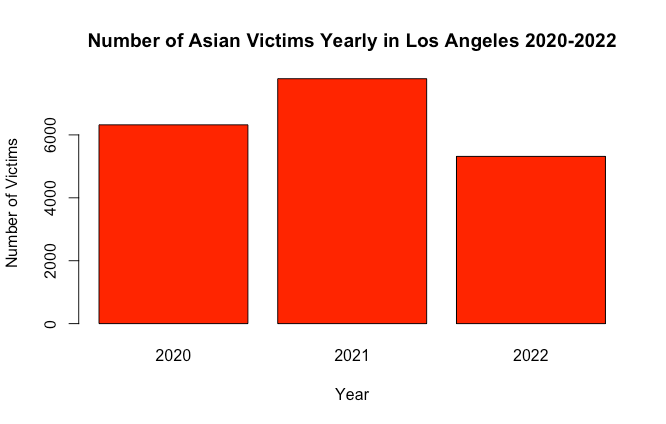 Number of Asian Victims Yearly in Los Angeles 2020-2022
Number of Victims
6000
4000
2000
0
2020 2021 2022
Year